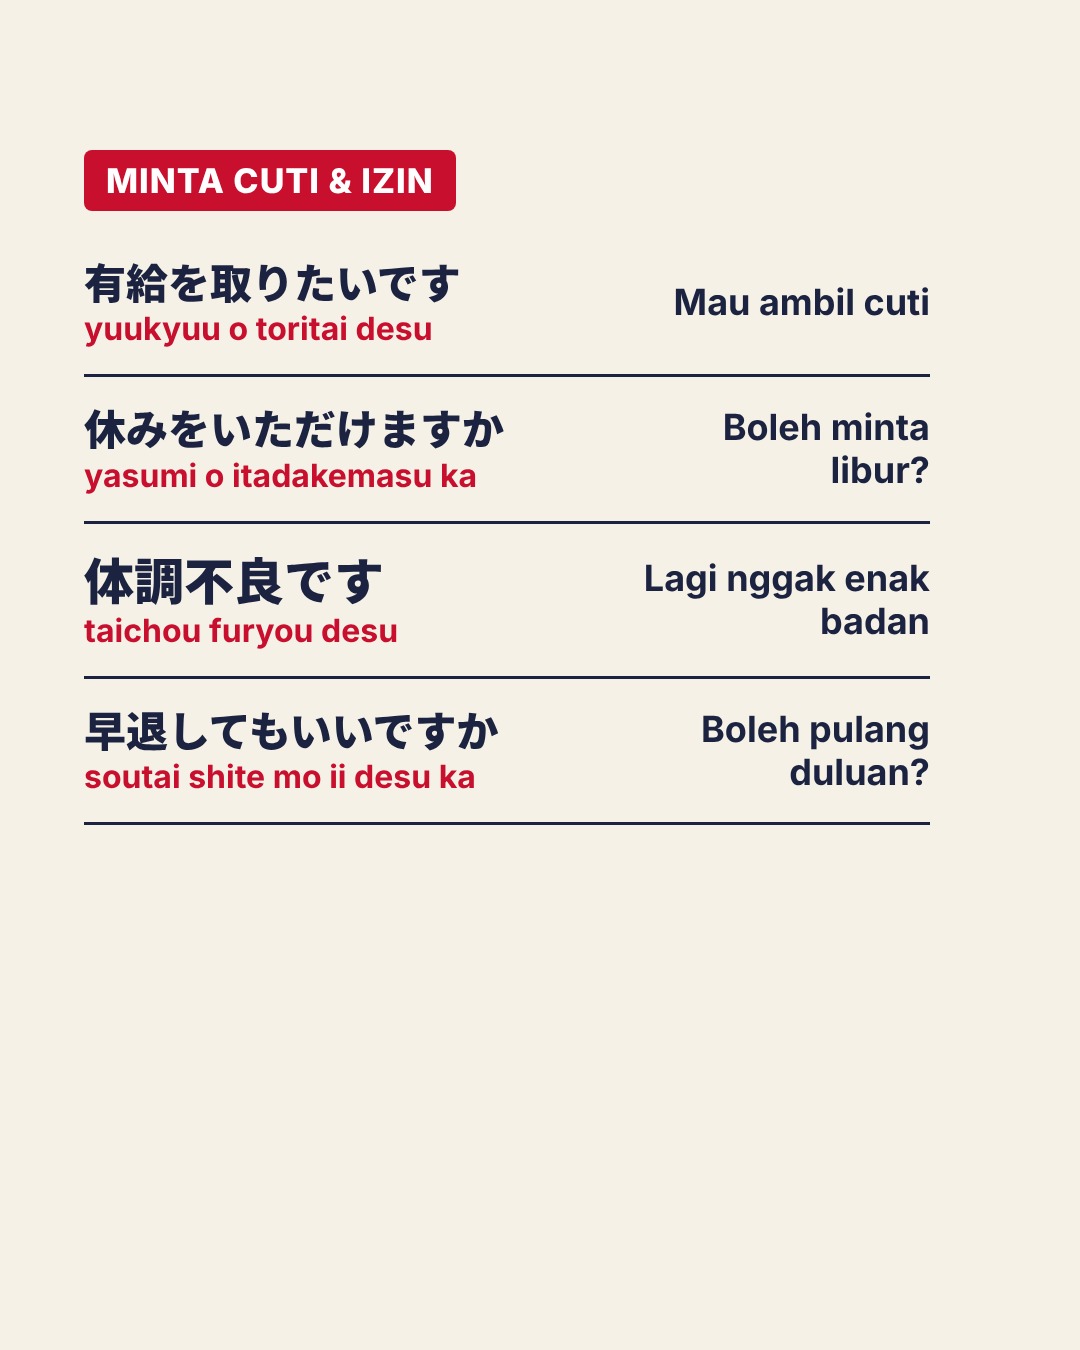 MINTA CUTI & IZIN
有給を取りたいです
yuukyuu o toritai desu
Mau ambil cuti
休みをいただけますか
yasumi o itadakemasu ka
Boleh minta
libur?
体調不良です
taichou furyou desu
Lagi nggak enak
badan
早退してもいいですか
soutai shite mo ii desu ka
Boleh pulang
duluan?